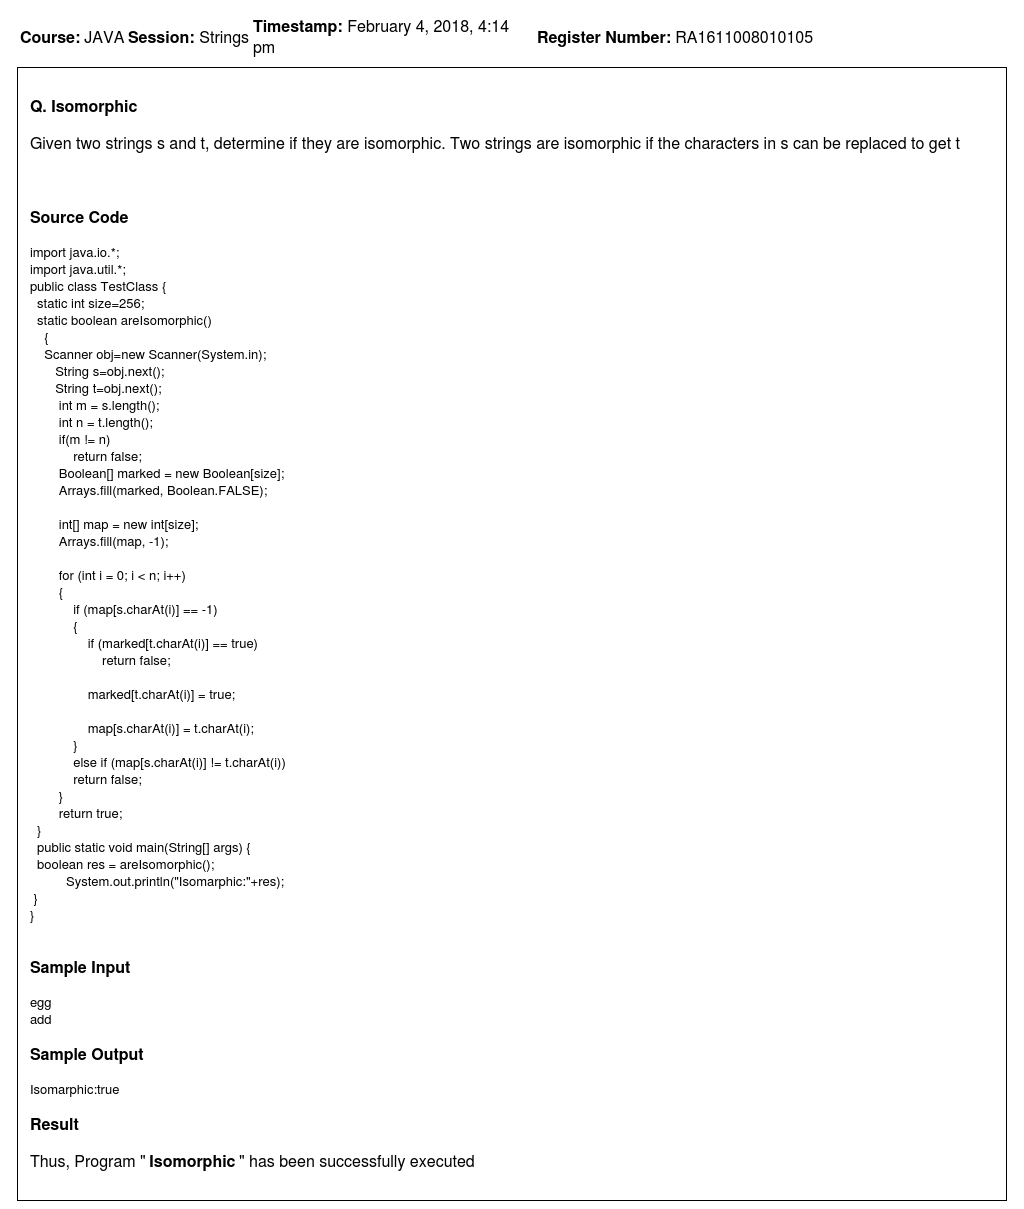 Course: JAVA Session: Strings Timestamp: February 4, 2018, 4:14 pm Register Number: RA1611008010105
Q. Isomorphic
Given two strings s and t, determine if they are isomorphic. Two strings are isomorphic if the characters in s can be replaced to get t
Source Code
import java.io.*;
import java.util.*;
public class TestClass {
static int size=256;
static boolean areIsomorphic()
{
Scanner obj=new Scanner(System.in);
String s=obj.next();
String t=obj.next();
int m = s.length();
int n = t.length();
if(m != n)
return false;
Boolean[] marked = new Boolean[size];
Arrays.fill(marked, Boolean.FALSE);
int[] map = new int[size];
Arrays.fill(map, -1);
for (int i = 0; i < n; i++)
{
if (map[s.charAt(i)] == -1)
{
if (marked[t.charAt(i)] == true)
return false;
marked[t.charAt(i)] = true;
map[s.charAt(i)] = t.charAt(i);
}
else if (map[s.charAt(i)] != t.charAt(i))
return false;
}
return true;
}
public static void main(String[] args) {
boolean res = areIsomorphic();
System.out.println("Isomarphic:"+res);
}
}
Sample Input
egg
add
Sample Output
Isomarphic:true
Result
Thus, Program " Isomorphic " has been successfully executed